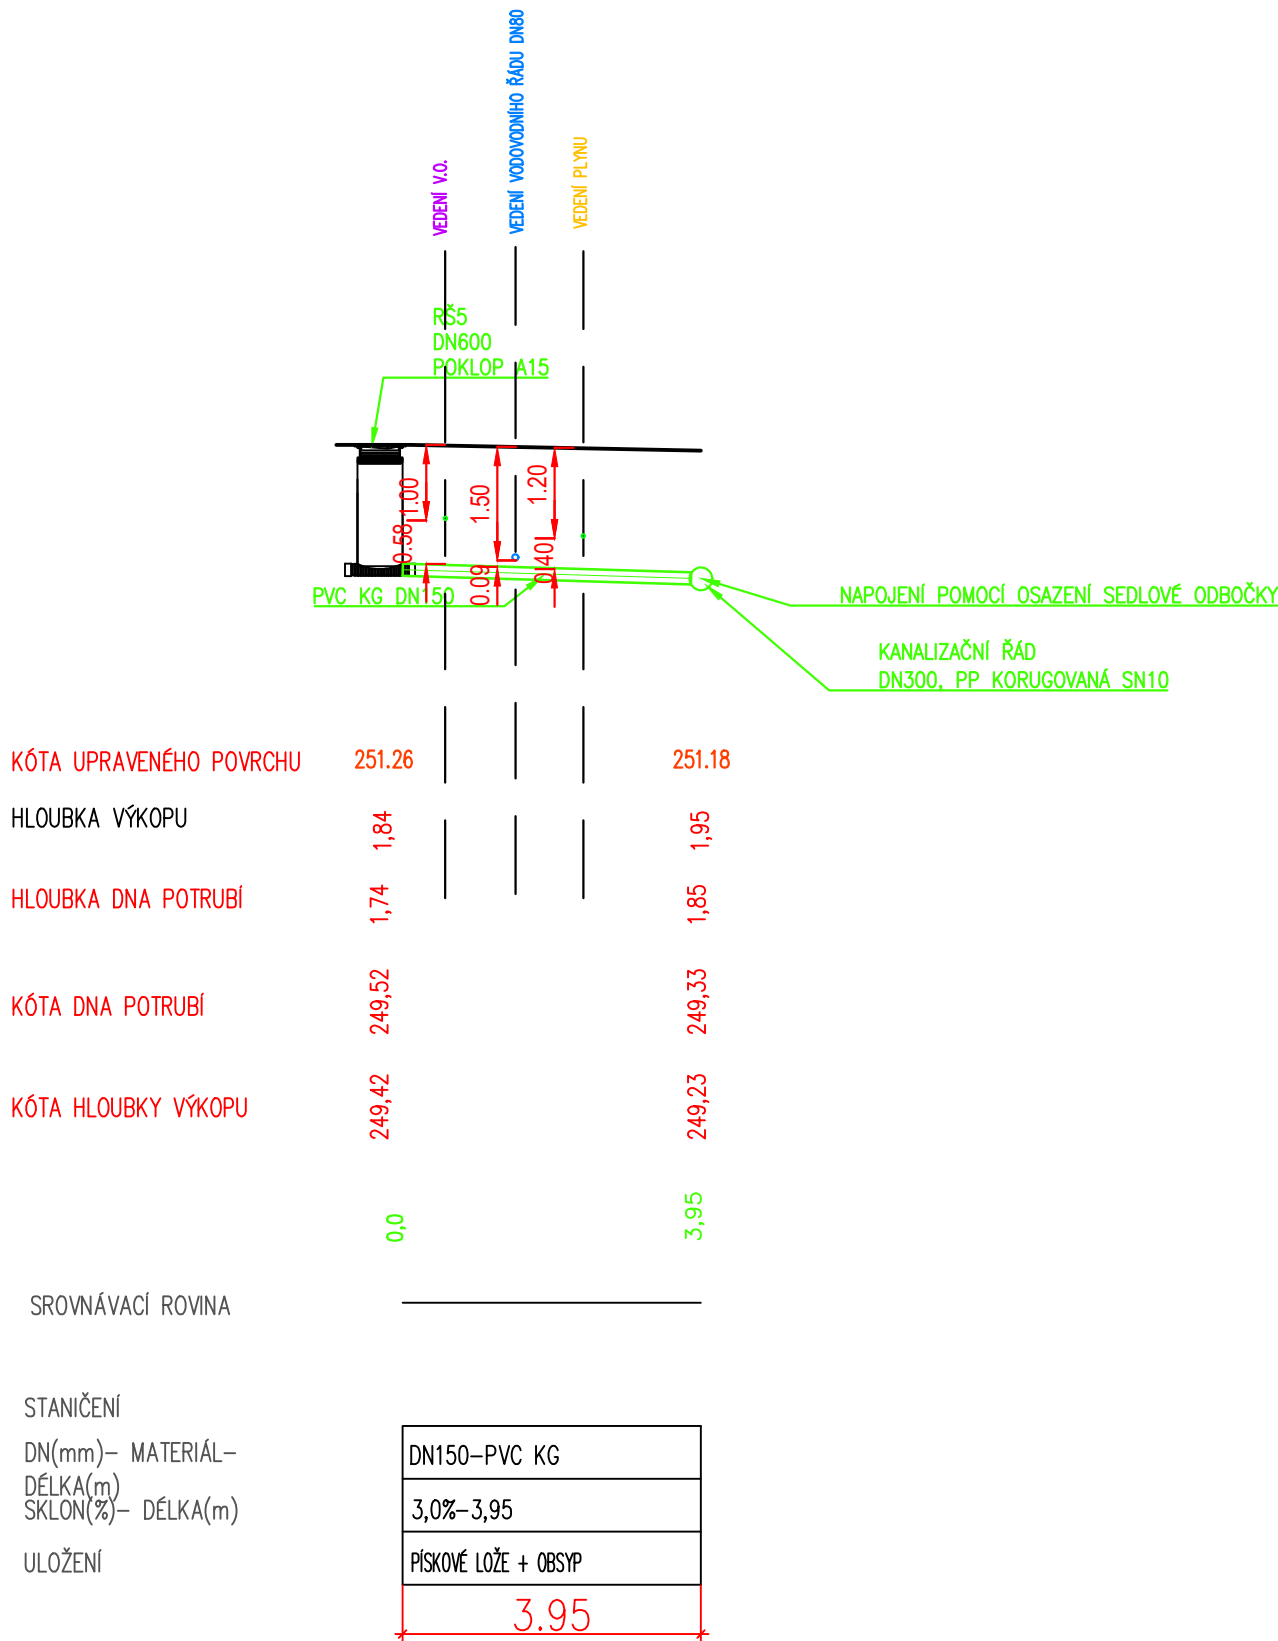 VEDENÍ V.O.
VEDENÍ VODOVODNÍHO ŘÁDU DN80
VEDENÍ PLYNU
RŠ5
DN600
POKLOP A15
1.00
1.50
1.20
0.58
0.09
0.40
PVC KG DN150
NAPOJENÍ POMOCÍ OSAZENÍ SEDLOVÉ ODBOČKY
KANALIZAČNÍ ŘÁD
DN300, PP KORUGOVANÁ SN10
KÓTA UPRAVENÉHO POVRCHU 251.26 251.18
HLOUBKA VÝKOPU 1,84 1,95
HLOUBKA DNA POTRUBÍ 1,74 1,85
KÓTA DNA POTRUBÍ 249,52 249,33
KÓTA HLOUBKY VÝKOPU 249,42 249,23
0,0 3,95
SROVNÁVACÍ ROVINA
STANIČENÍ
DN(mm)- MATERIÁL-
DÉLKA(m)
DN150-PVC KG
SKLON(%)- DÉLKA(m) 3,0%-3,95
ULOŽENÍ PÍSKOVÉ LOŽE + OBSYP
3.95